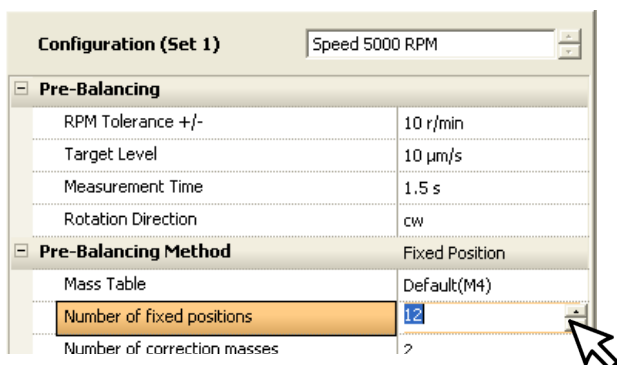 Configuration (Set 1) Speed 5000 RPM
Pre-Balancing
RPM Tolerance +/- 10 r/min
Target Level 10 µm/s
Measurement Time 1.5 s
Rotation Direction cw
Pre-Balancing Method Fixed Position
Mass Table Default(M4)
Number of fixed positions 12
Number of correction masses 2